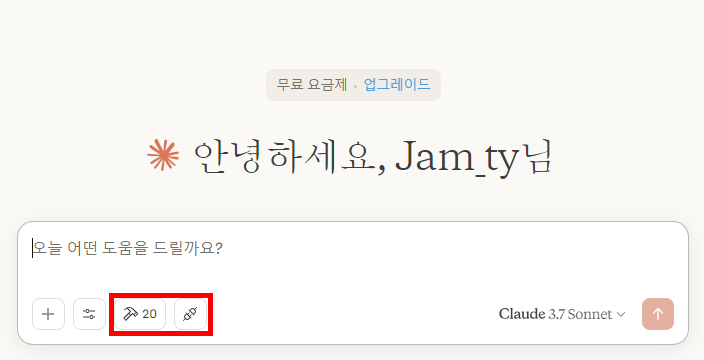 무료 요금제 • 업그레이드
안녕하세요, Jam_ty님
오늘 어떤 도움을 드릴까요?
20
Claude 3.7 Sonnet